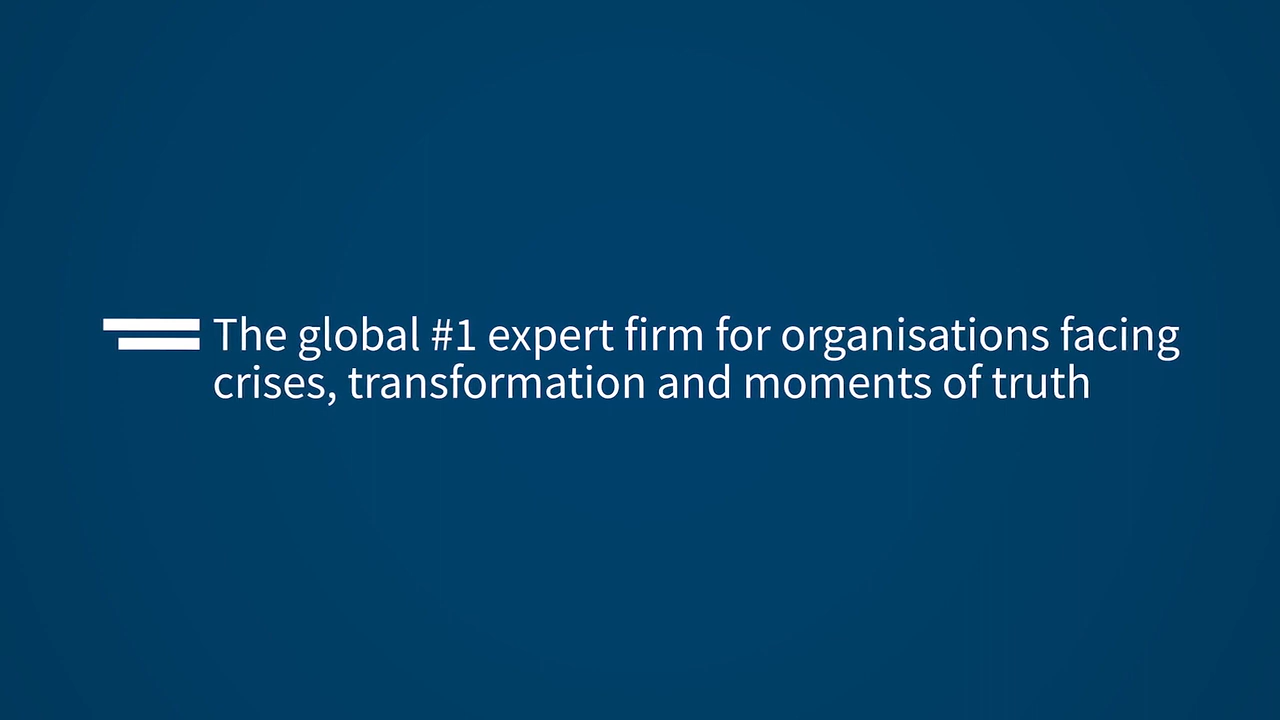 The global #1 expert firm for organisations facing
crises, transformation and moments of truth